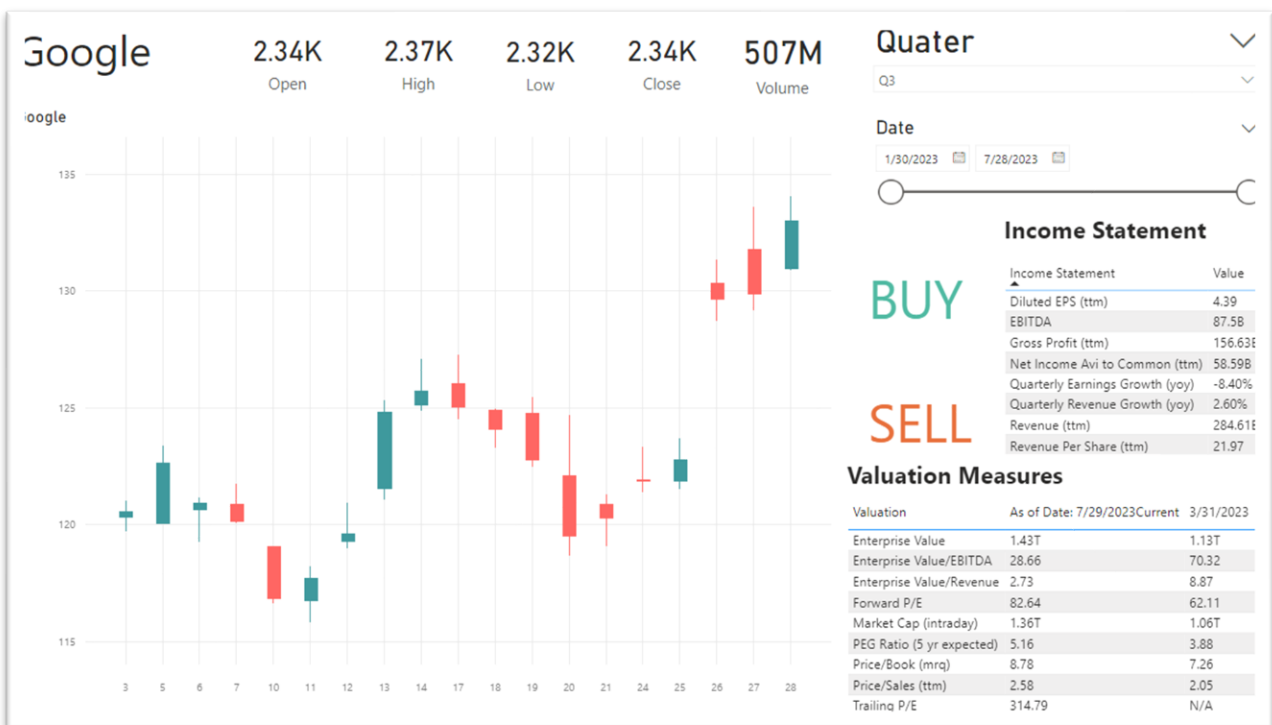 Google
2.34K 2.37K 2.32K 2.34K 507M
Open High Low Close Volume
Quater
Q3
oogle
Date
1/30/2023 7/28/2023
135
130
125
120
115
3 5 6 7 10 11 12 13 14 17 18 19 20 21 24 25 26 27 28
BUY
SELL
Income Statement
Income Statement Value
Diluted EPS (ttm) 4.39
EBITDA 87.5B
Gross Profit (ttm) 156.63B
Net Income Avi to Common (ttm) 58.59B
Quarterly Earnings Growth (yoy) -8.40%
Quarterly Revenue Growth (yoy) 2.60%
Revenue (ttm) 284.61B
Revenue Per Share (ttm) 21.97
Valuation Measures
Valuation As of Date: 7/29/2023Current 3/31/2023
Enterprise Value 1.43T 1.13T
Enterprise Value/EBITDA 28.66 70.32
Enterprise Value/Revenue 2.73 8.87
Forward P/E 82.64 62.11
Market Cap (intraday) 1.36T 1.06T
PEG Ratio (5 yr expected) 5.16 3.88
Price/Book (mrq) 8.78 7.26
Price/Sales (ttm) 2.58 2.05
Trailing P/E 314.79 N/A